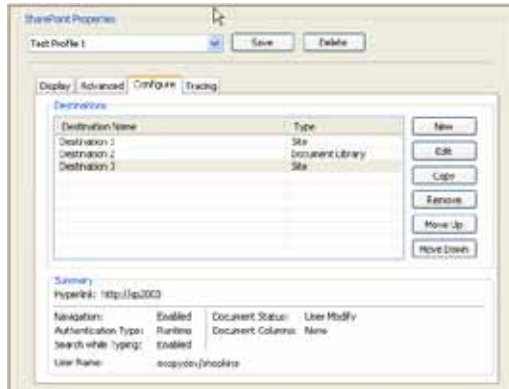 SharePoint Properties
Test Profile 1 Save Delete
Display Advanced Configure Tracing
Destinations
Destination Name Type New
Destination 1 Site
Destination 2 Document Library Edit
Destination 3 Site
Copy
Remove
Move Up
Move Down
Summary
Hyperlink: http://sp2003
Navigation: Enabled Document Status: User Modify
Authentication Type: Runtime Document Columns: None
Search while Typing: Enabled
User Name: